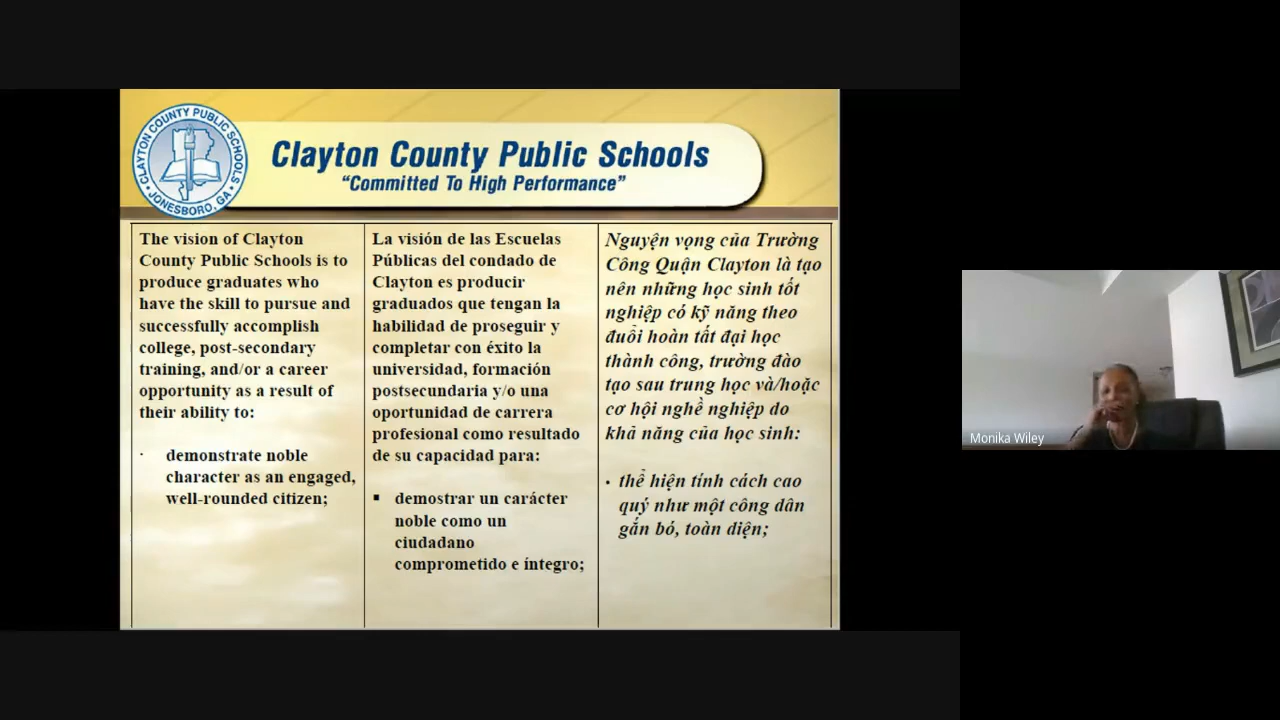 CLAYTON COUNTY PUBLIC SCHOOLS
• JONESBORO, GA •
Clayton County Public Schools
“Committed To High Performance”
The vision of Clayton
County Public Schools is to
produce graduates who
have the skill to pursue and
successfully accomplish
college, post-secondary
training, and/or a career
opportunity as a result of
their ability to:
· demonstrate noble
character as an engaged,
well-rounded citizen;
La visión de las Escuelas
Públicas del condado de
Clayton es producir
graduados que tengan la
habilidad de proseguir y
completar con éxito la
universidad, formación
postsecundaria y/o una
oportunidad de carrera
profesional como resultado
de su capacidad para:
▪ demostrar un carácter
noble como un
ciudadano
comprometido e íntegro;
Nguyện vọng của Trường
Công Quận Clayton là tạo
nên những học sinh tốt
nghiệp có kỹ năng theo
đuổi hoàn tất đại học
thành công, trường đào
tạo sau trung học và/hoặc
cơ hội nghề nghiệp do
khả năng của học sinh:
• thể hiện tính cách cao
quý như một công dân
gắn bó, toàn diện;
Monika Wiley